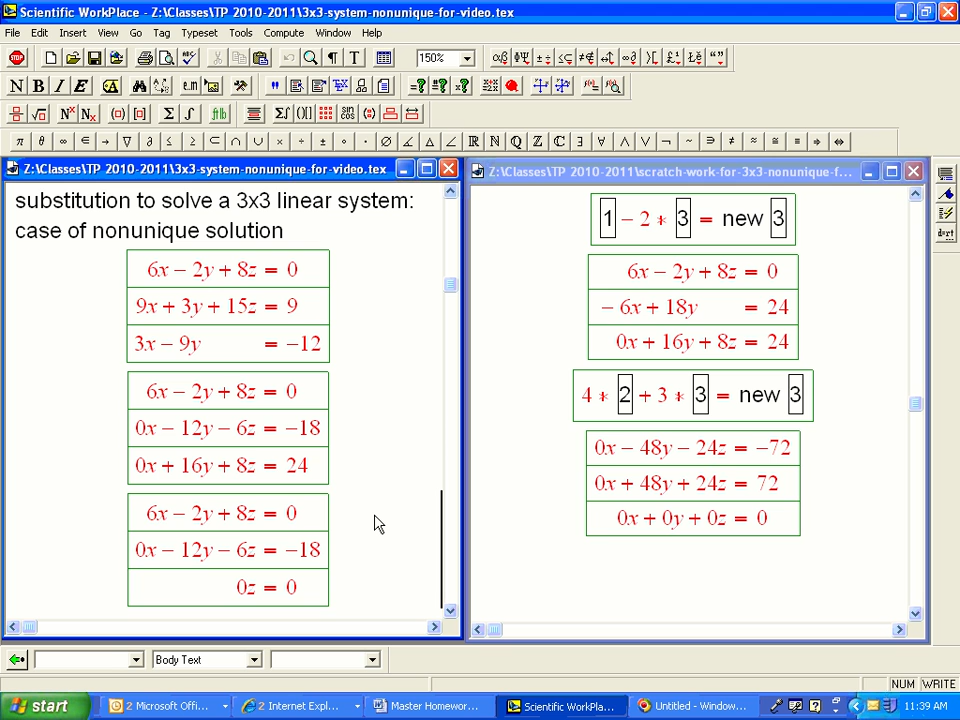 Scientific WorkPlace - Z:\Classes\TP 2010-2011\3x3-system-nonunique-for-video.tex
File Edit Insert View Go Tag Typeset Tools Compute Window Help
150%
N B I E
Z:\Classes\TP 2010-2011\3x3-system-nonunique-for-video.tex
substitution to solve a 3x3 linear system:
case of nonunique solution
6x − 2y + 8z = 0
9x + 3y + 15z = 9
3x − 9y = −12
6x − 2y + 8z = 0
0x − 12y − 6z = −18
0x + 16y + 8z = 24
6x − 2y + 8z = 0
0x − 12y − 6z = −18
0z = 0
Z:\Classes\TP 2010-2011\scratch-work-for-3x3-nonunique-f...
1 − 2 * 3 = new 3
6x − 2y + 8z = 0
− 6x + 18y = 24
0x + 16y + 8z = 24
4 * 2 + 3 * 3 = new 3
0x − 48y − 24z = −72
0x + 48y + 24z = 72
0x + 0y + 0z = 0
Body Text
NUM WRITE
start 2 Microsoft Offi... 2 Internet Expl... Master Homewor... Scientific WorkPla... Untitled - Window... 11:39 AM